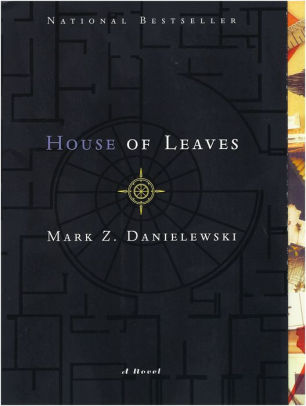 NATIONAL BESTSELLER
HOUSE OF LEAVES
MARK Z. DANIELEWSKI
A Novel